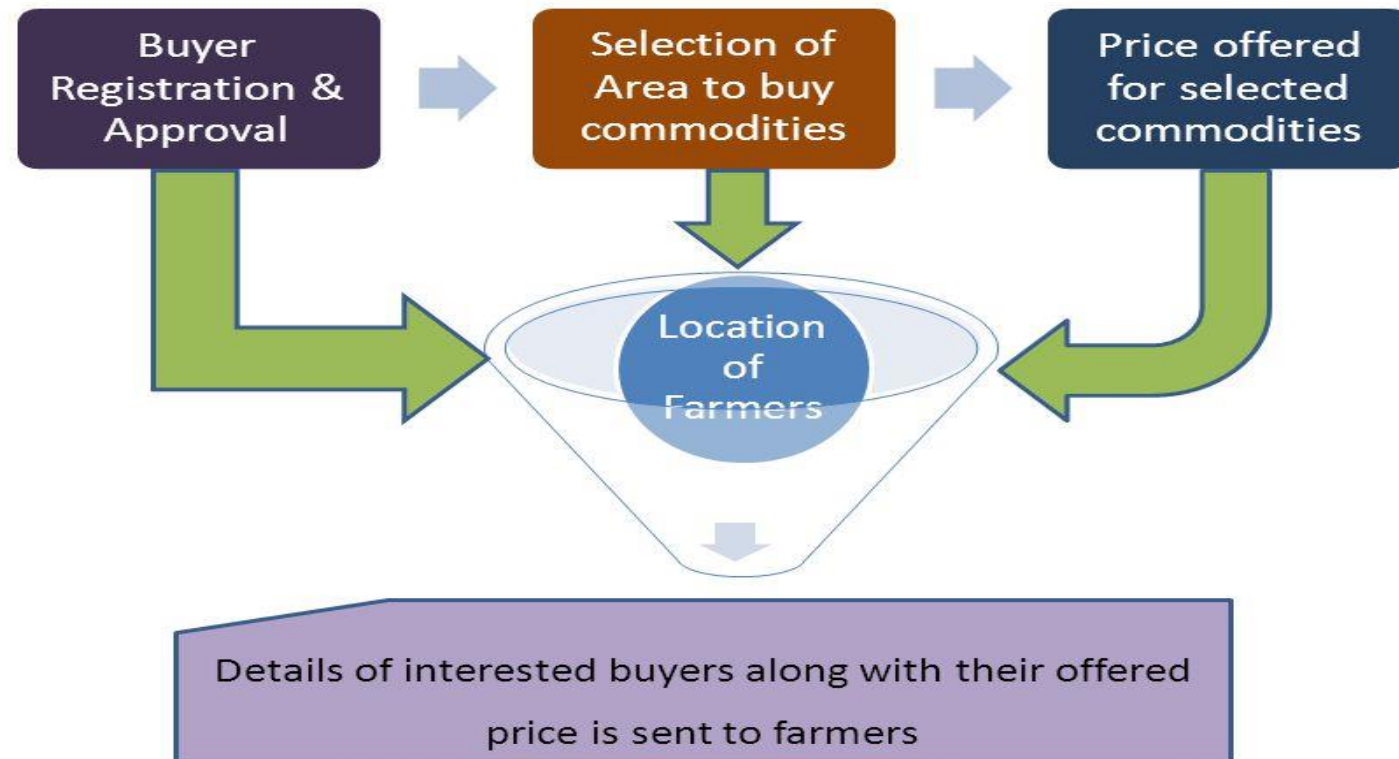 Buyer
Registration &
Approval
Selection of
Area to buy
commodities
Price offered
for selected
commodities
Location
of
Farmers
Details of interested buyers along with their offered
price is sent to farmers